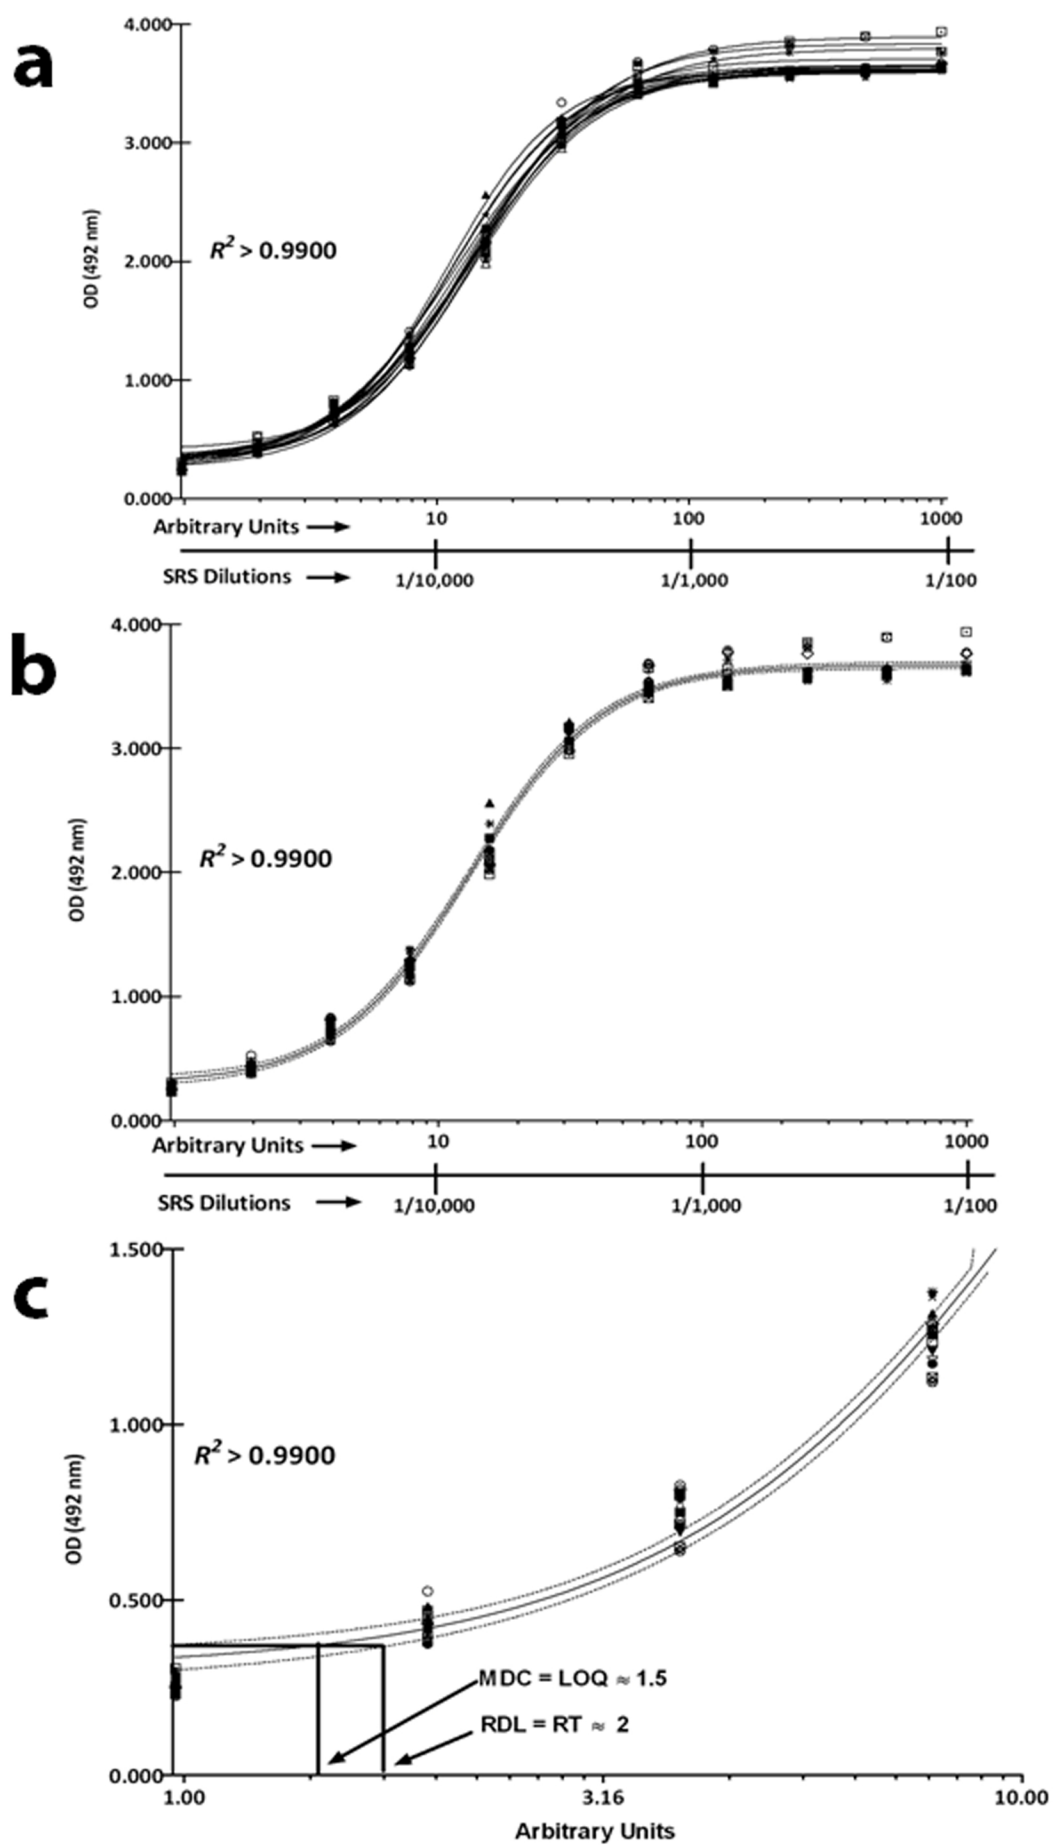 a
4.000
3.000
OD (492 nm)
R² > 0.9900
2.000
1.000
0.000
10 100 1000
Arbitrary Units
SRS Dilutions
1/10,000 1/1,000 1/100
b
4.000
3.000
OD (492 nm)
R² > 0.9900
2.000
1.000
0.000
Arbitrary Units 10 100 1000
SRS Dilutions 1/10,000 1/1,000 1/100
c
1.500
1.000
R² > 0.9900
OD (492 nm)
0.500
MDC = LOQ ≈ 1.5
RDL = RT ≈ 2
0.000
1.00 3.16 10.00
Arbitrary Units